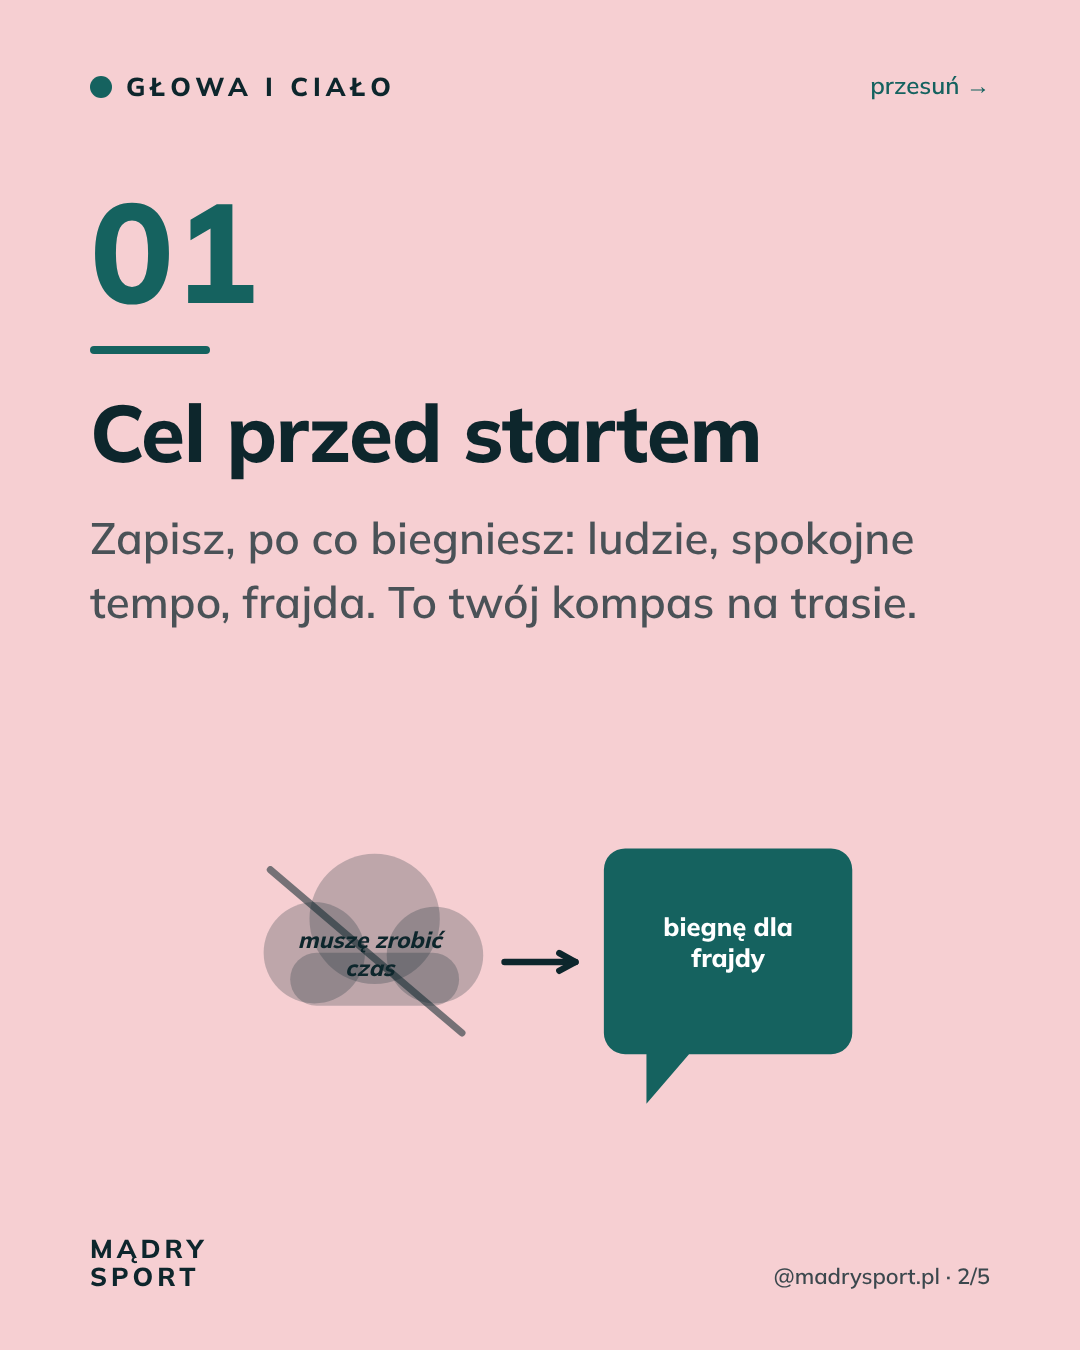 GŁOWA I CIAŁO
przesuń →
01
Cel przed startem
Zapisz, po co biegniesz: ludzie, spokojne
tempo, frajda. To twój kompas na trasie.
muszę zrobić
czas
biegnę dla
frajdy
MĄDRY
SPORT
@madrysport.pl · 2/5